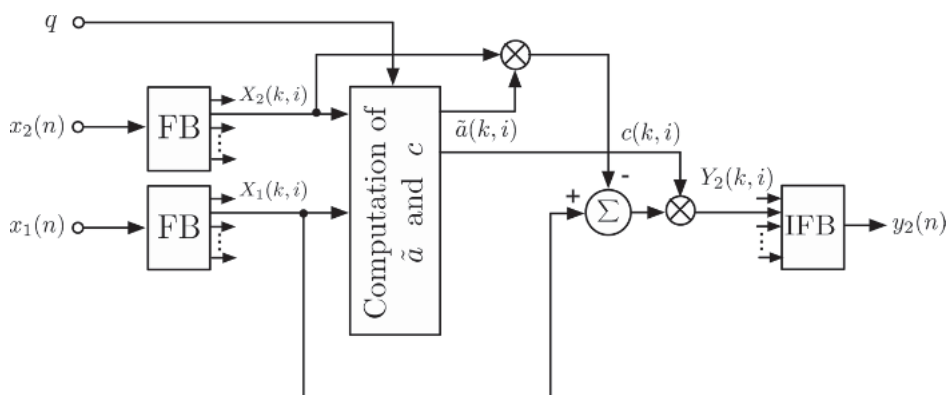 q
X₂(k, i)
x₂(n)
FB
ã(k, i)
c(k, i)
X₁(k, i)
x₁(n)
FB
Computation of
ã and c
+
-
Σ
Y₂(k, i)
IFB
y₂(n)